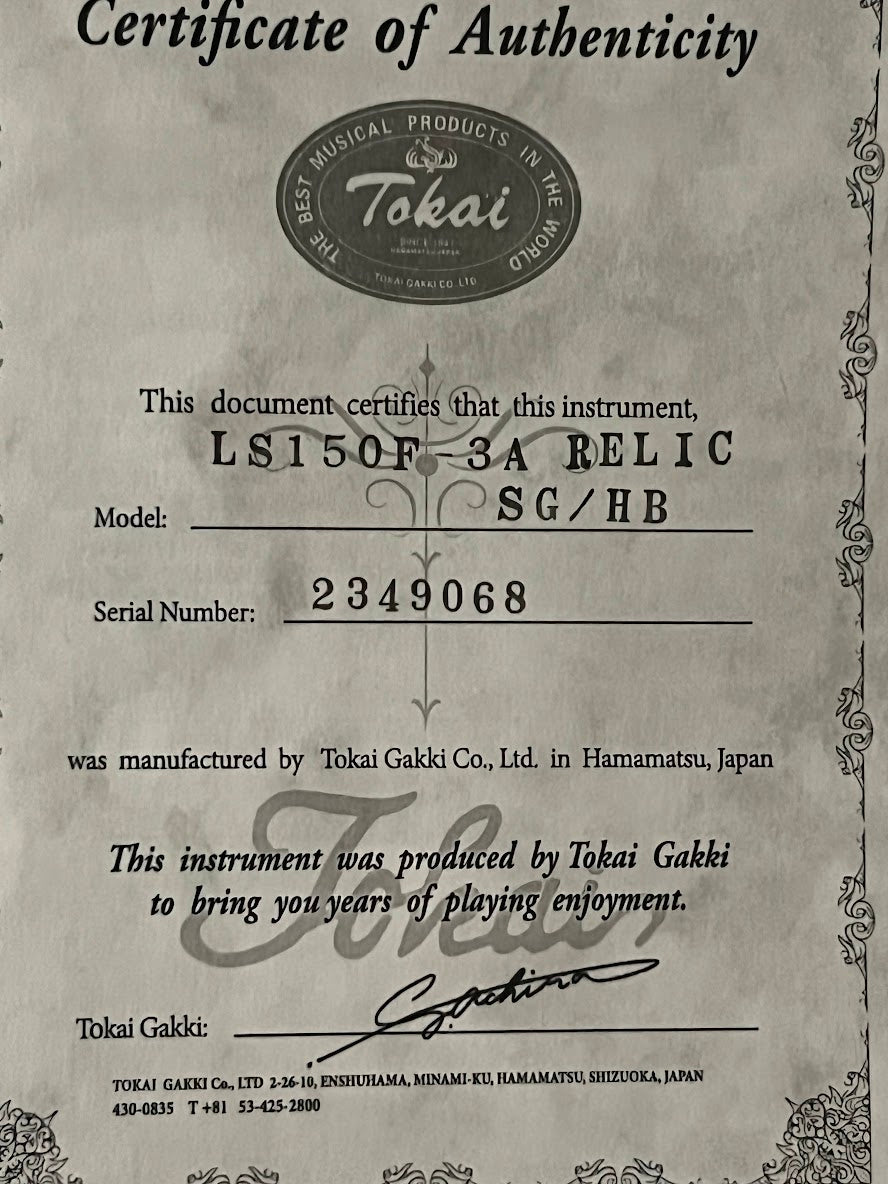 Certificate of Authenticity
THE BEST MUSICAL PRODUCTS IN THE WORLD
Tokai
TOKAI GAKKI CO. LTD
This document certifies that this instrument,
LS150F-3A RELIC
SG/HB
Model:
Serial Number: 2349068
was manufactured by Tokai Gakki Co., Ltd. in Hamamatsu, Japan
Tokai
This instrument was produced by Tokai Gakki
to bring you years of playing enjoyment.
Tokai Gakki:
TOKAI GAKKI Co., LTD 2-26-10, ENSHUHAMA, MINAMI-KU, HAMAMATSU, SHIZUOKA, JAPAN
430-0835 T +81 53-425-2800